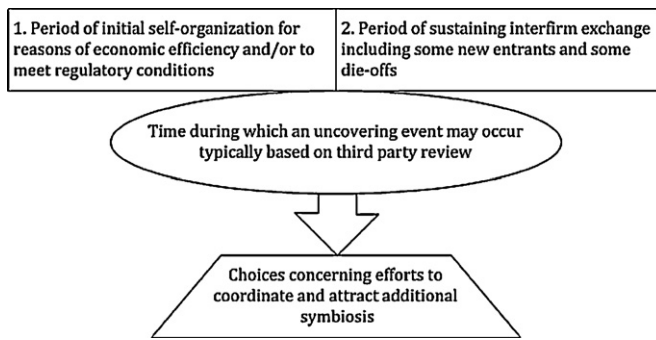 1. Period of initial self-organization for
reasons of economic efficiency and/or to
meet regulatory conditions
2. Period of sustaining interfirm exchange
including some new entrants and some
die-offs
Time during which an uncovering event may occur
typically based on third party review
Choices concerning efforts to
coordinate and attract additional
symbiosis